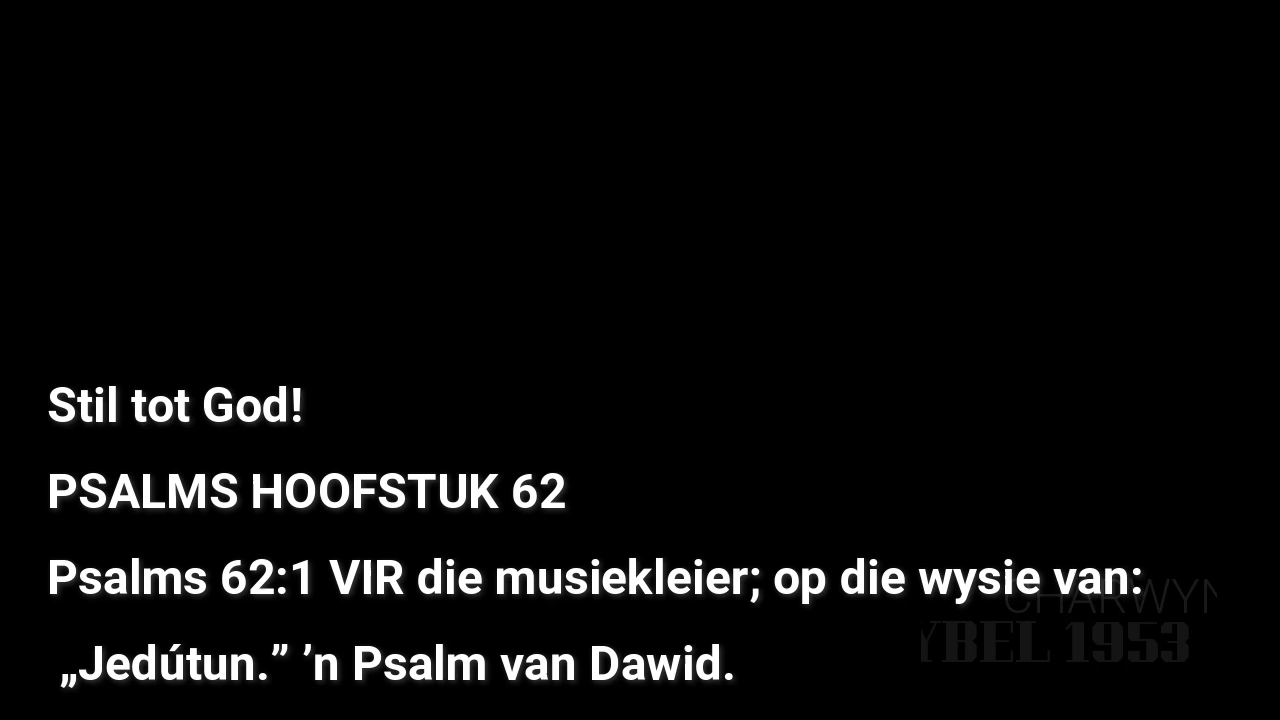 Stil tot God!
PSALMS HOOFSTUK 62
Psalms 62:1 VIR die musiekleier; op die wysie van:
„Jedútun.” ’n Psalm van Dawid.
1953